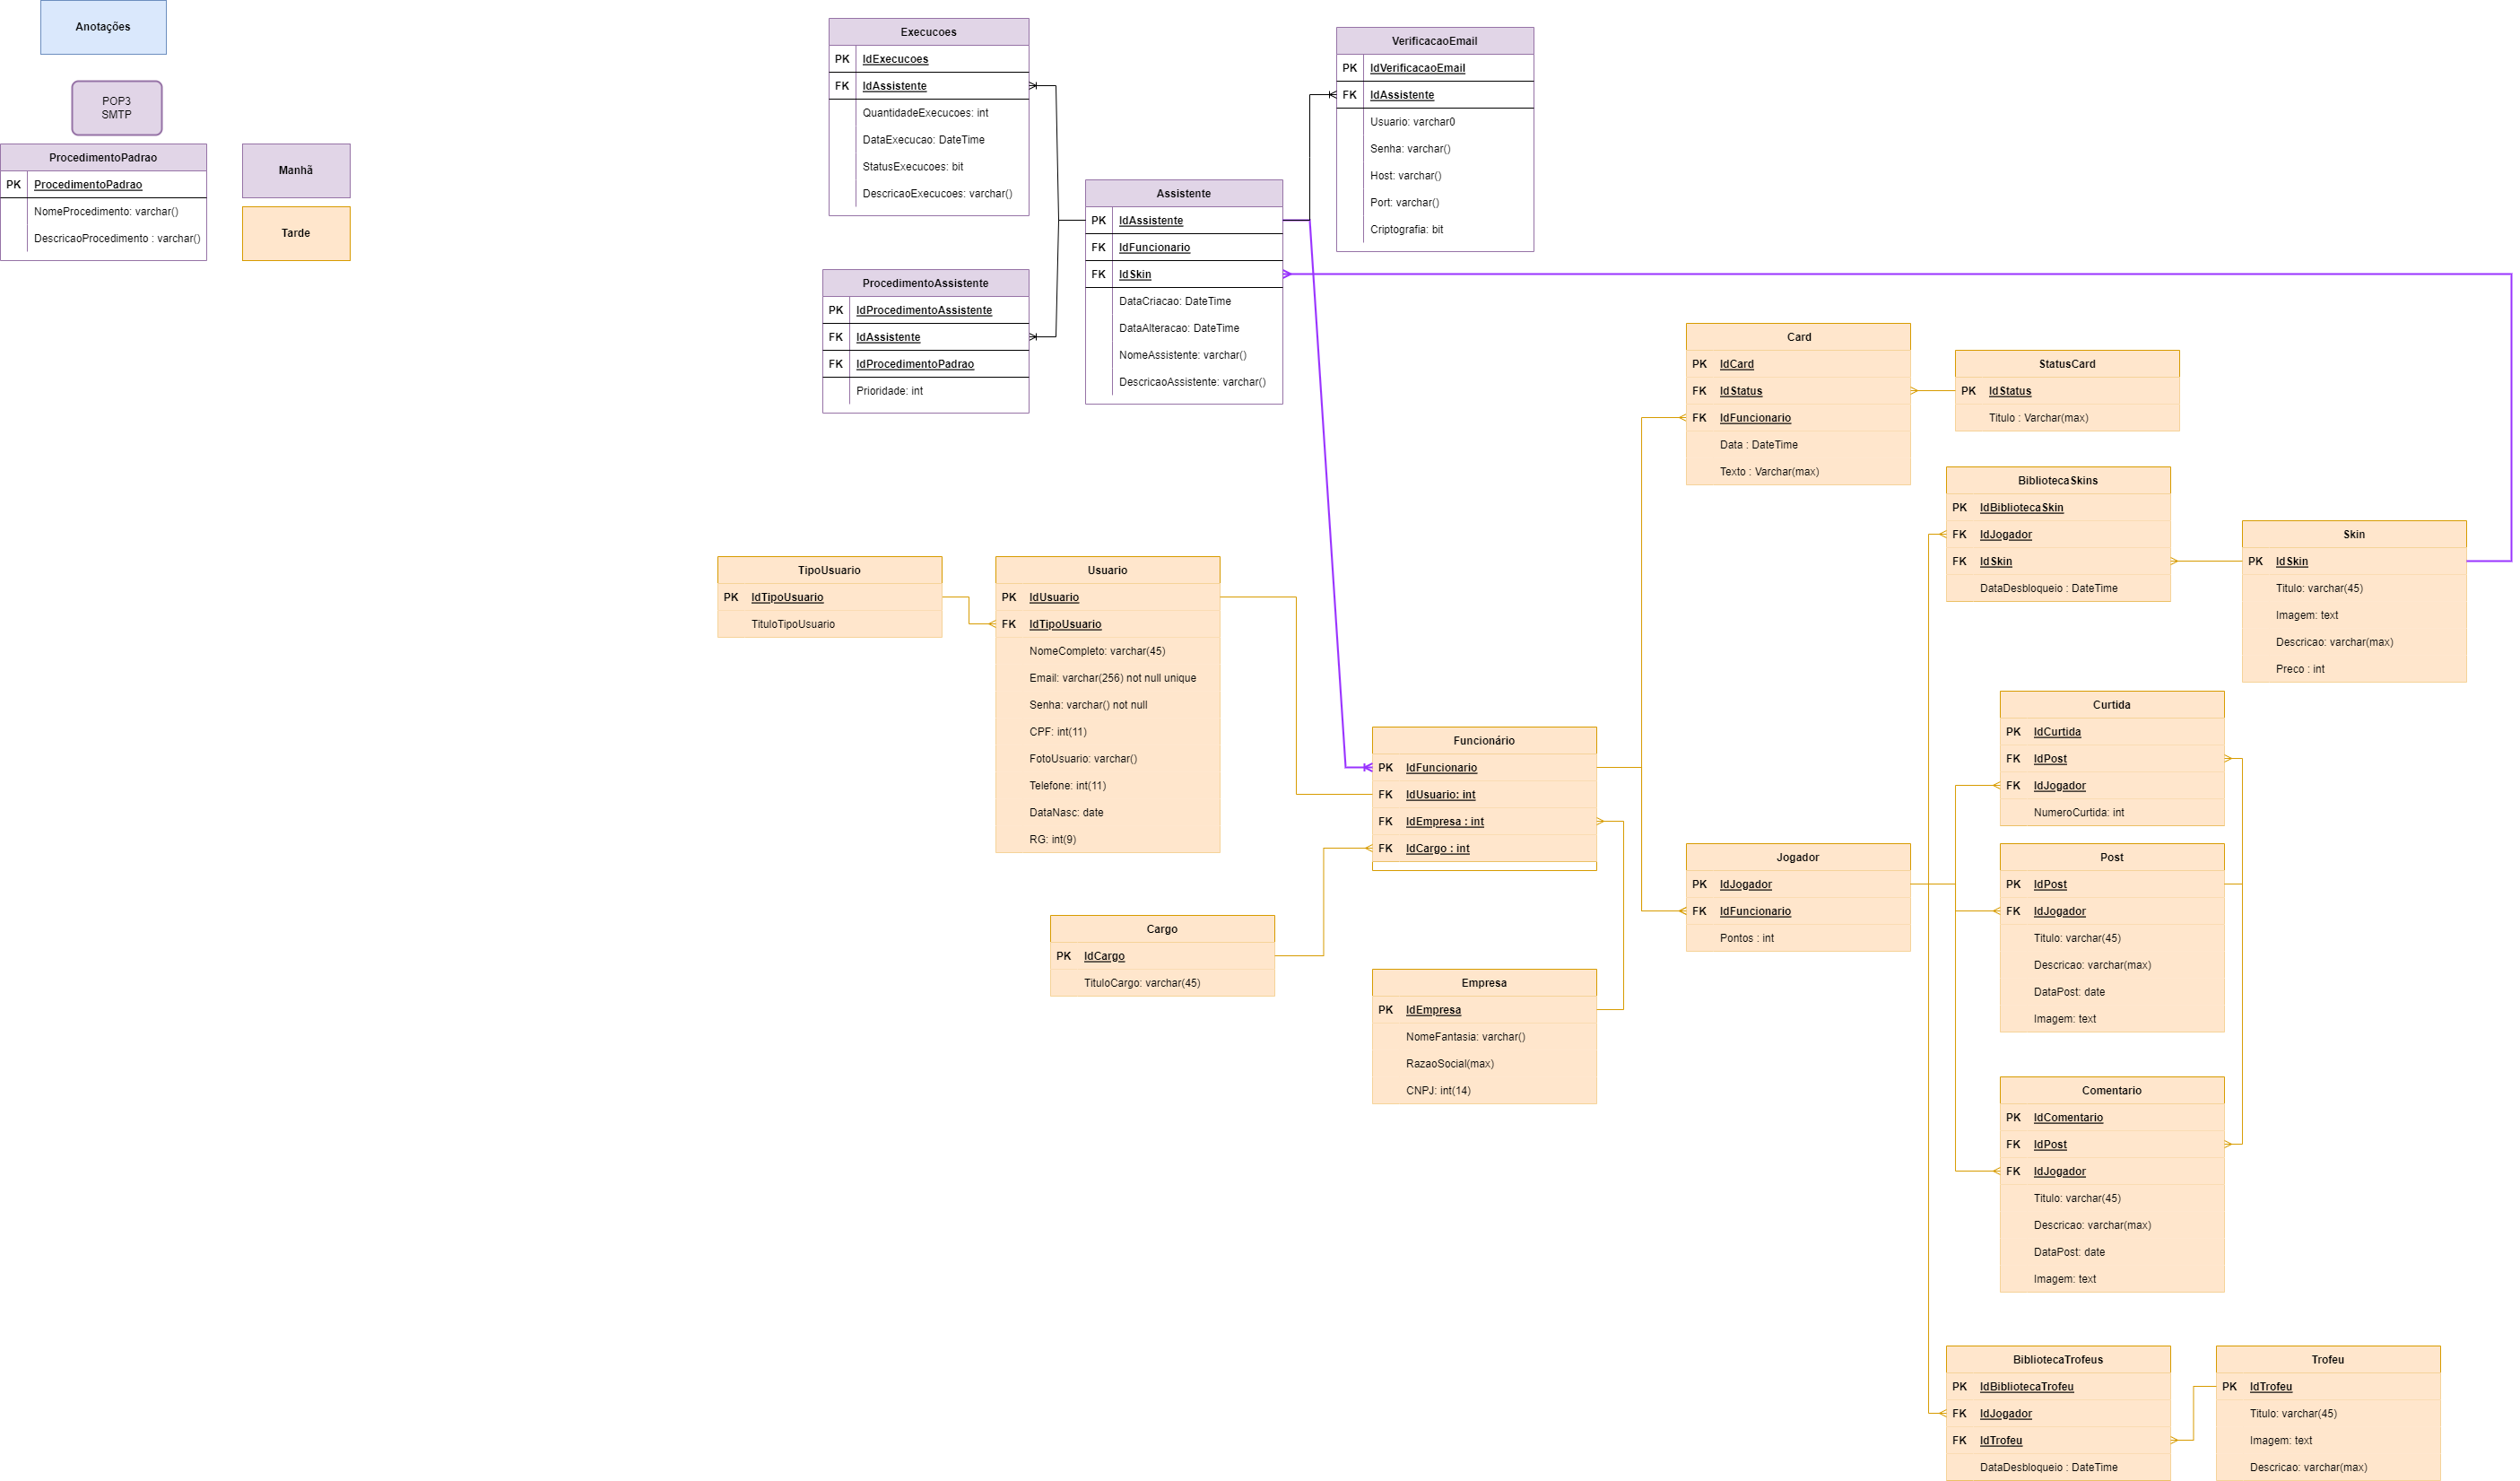 Anotações
POP3
SMTP
ProcedimentoPadrao
PK ProcedimentoPadrao
NomeProcedimento: varchar()
DescricaoProcedimento : varchar()
Manhã
Tarde
Execucoes
PK IdExecucoes
FK IdAssistente
QuantidadeExecucoes: int
DataExecucao: DateTime
StatusExecucoes: bit
DescricaoExecucoes: varchar()
VerificacaoEmail
PK IdVerificacaoEmail
FK IdAssistente
Usuario: varchar0
Senha: varchar()
Host: varchar()
Port: varchar()
Criptografia: bit
Assistente
PK IdAssistente
FK IdFuncionario
FK IdSkin
DataCriacao: DateTime
DataAlteracao: DateTime
NomeAssistente: varchar()
DescricaoAssistente: varchar()
ProcedimentoAssistente
PK IdProcedimentoAssistente
FK IdAssistente
FK IdProcedimentoPadrao
Prioridade: int
Card
PK IdCard
FK IdStatus
FK IdFuncionario
Data : DateTime
Texto : Varchar(max)
StatusCard
PK IdStatus
Titulo : Varchar(max)
BibliotecaSkins
PK IdBibliotecaSkin
FK IdJogador
FK IdSkin
DataDesbloqueio : DateTime
Skin
PK IdSkin
Titulo: varchar(45)
Imagem: text
Descricao: varchar(max)
Preco : int
TipoUsuario
PK IdTipoUsuario
TituloTipoUsuario
Usuario
PK IdUsuario
FK IdTipoUsuario
NomeCompleto: varchar(45)
Email: varchar(256) not null unique
Senha: varchar() not null
CPF: int(11)
FotoUsuario: varchar()
Telefone: int(11)
DataNasc: date
RG: int(9)
Funcionário
PK IdFuncionario
FK IdUsuario: int
FK IdEmpresa : int
FK IdCargo : int
Curtida
PK IdCurtida
FK IdPost
FK IdJogador
NumeroCurtida: int
Jogador
PK IdJogador
FK IdFuncionario
Pontos : int
Post
PK IdPost
FK IdJogador
Titulo: varchar(45)
Descricao: varchar(max)
DataPost: date
Imagem: text
Cargo
PK IdCargo
TituloCargo: varchar(45)
Empresa
PK IdEmpresa
NomeFantasia: varchar()
RazaoSocial(max)
CNPJ: int(14)
Comentario
PK IdComentario
FK IdPost
FK IdJogador
Titulo: varchar(45)
Descricao: varchar(max)
DataPost: date
Imagem: text
BibliotecaTrofeus
PK IdBibliotecaTrofeu
FK IdJogador
FK IdTrofeu
DataDesbloqueio : DateTime
Trofeu
PK IdTrofeu
Titulo: varchar(45)
Imagem: text
Descricao: varchar(max)